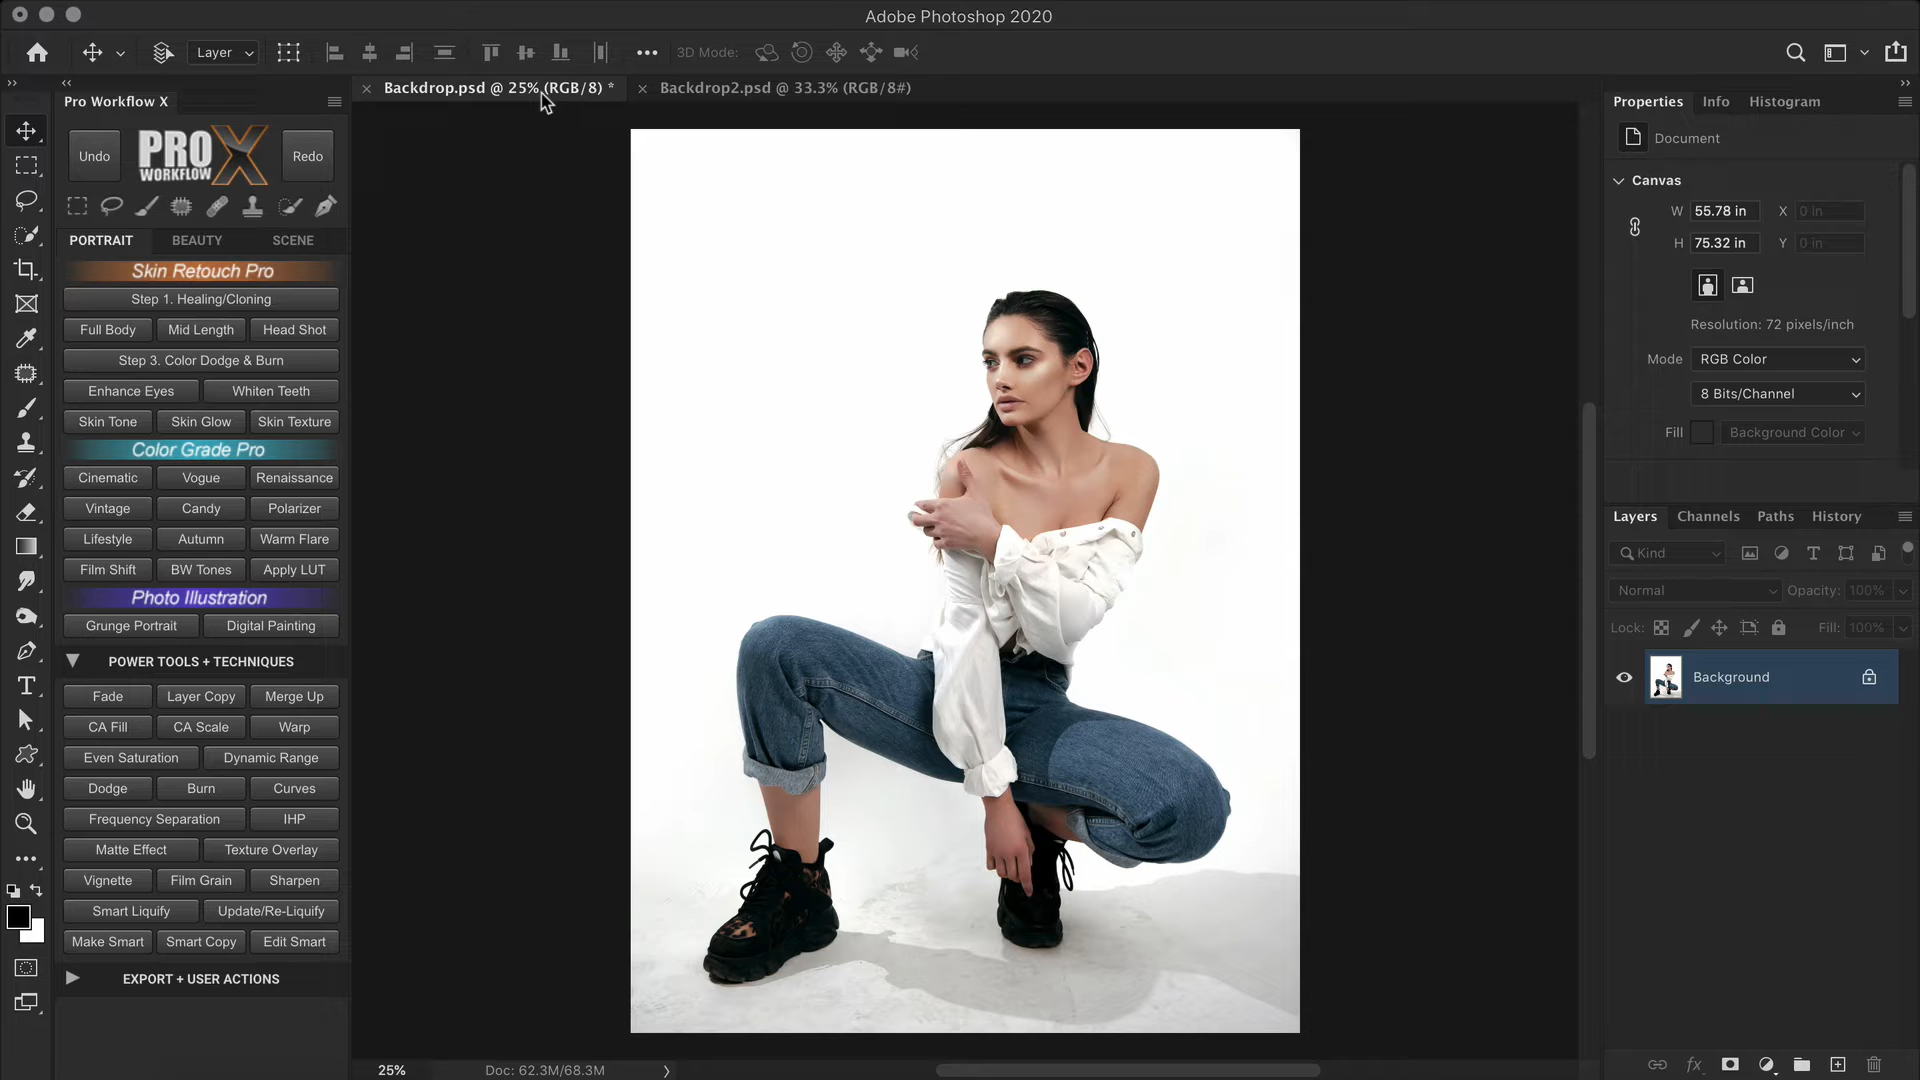 Adobe Photoshop 2020
Layer
3D Mode:
Pro Workflow X
Backdrop.psd @ 25% (RGB/8) *
Backdrop2.psd @ 33.3% (RGB/8#)
Undo
PRO X
WORKFLOW
Redo
PORTRAIT
BEAUTY
SCENE
Skin Retouch Pro
Step 1. Healing/Cloning
Full Body
Mid Length
Head Shot
Step 3. Color Dodge & Burn
Enhance Eyes
Whiten Teeth
Skin Tone
Skin Glow
Skin Texture
Color Grade Pro
Cinematic
Vogue
Renaissance
Vintage
Candy
Polarizer
Lifestyle
Autumn
Warm Flare
Film Shift
BW Tones
Apply LUT
Photo Illustration
Grunge Portrait
Digital Painting
POWER TOOLS + TECHNIQUES
Fade
Layer Copy
Merge Up
CA Fill
CA Scale
Warp
Even Saturation
Dynamic Range
Dodge
Burn
Curves
Frequency Separation
IHP
Matte Effect
Texture Overlay
Vignette
Film Grain
Sharpen
Smart Liquify
Update/Re-Liquify
Make Smart
Smart Copy
Edit Smart
EXPORT + USER ACTIONS
25%
Doc: 62.3M/68.3M
Properties
Info
Histogram
Document
Canvas
W 55.78 in
X 0 in
H 75.32 in
Y 0 in
Resolution: 72 pixels/inch
Mode
RGB Color
8 Bits/Channel
Fill
Background Color
Layers
Channels
Paths
History
Kind
Normal
Opacity: 100%
Lock:
Fill: 100%
Background
fx